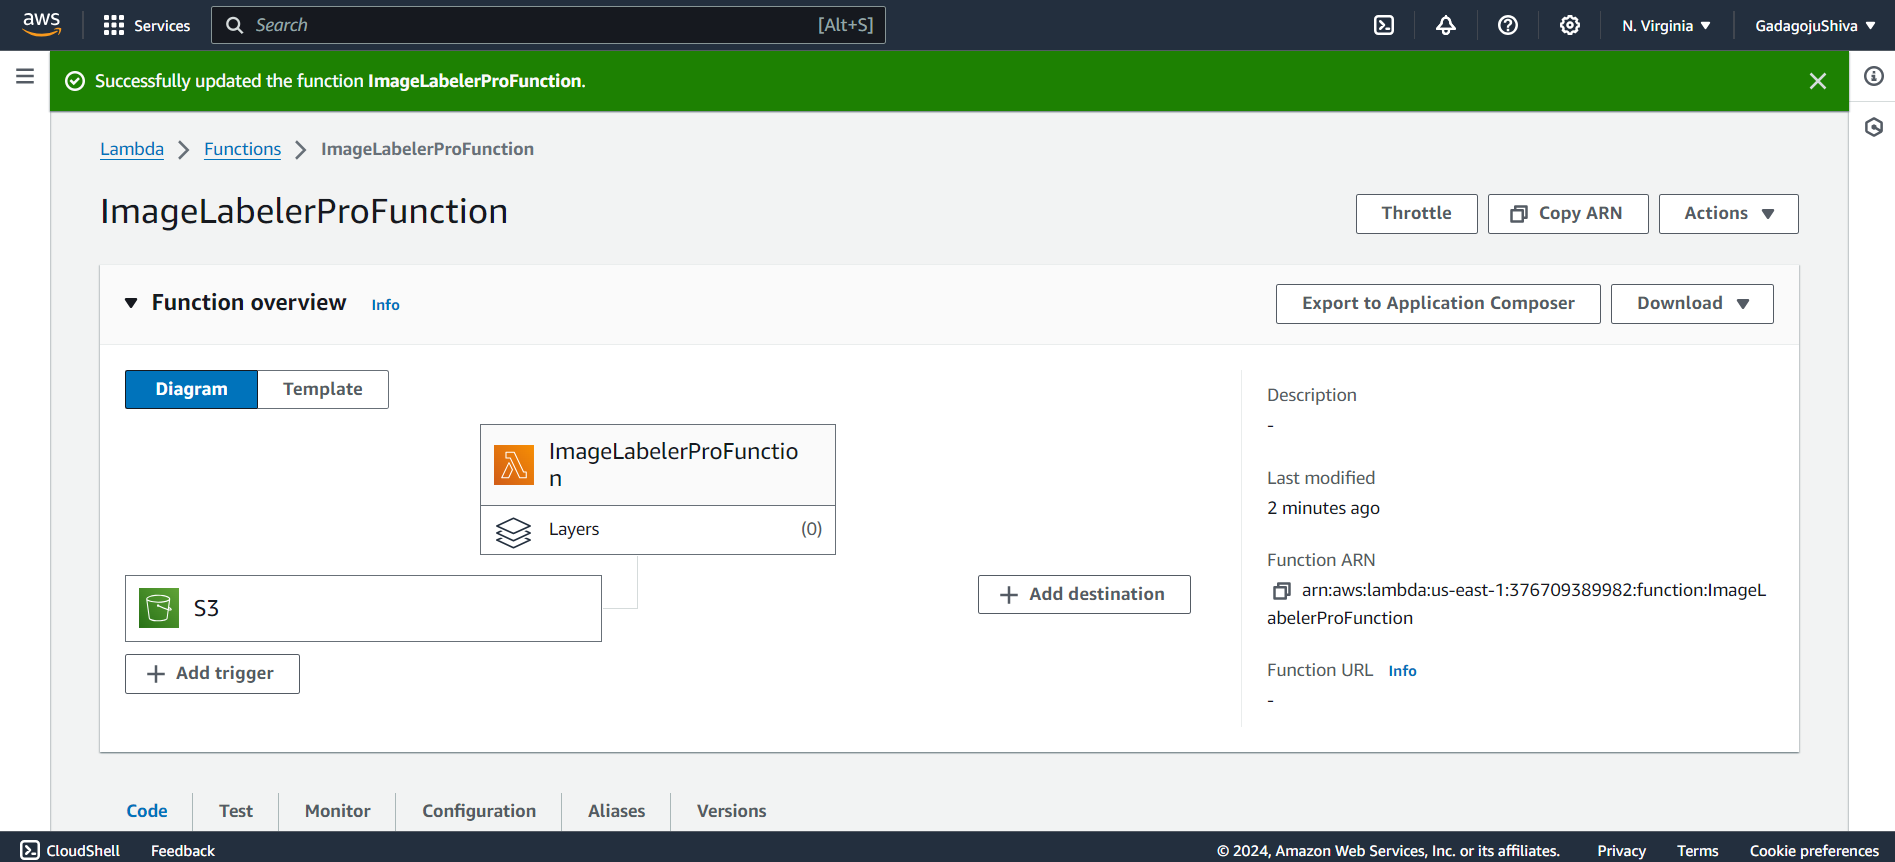 aws
Services
Search
[Alt+S]
N. Virginia
GadagojuShiva
Successfully updated the function ImageLabelerProFunction.
Lambda
Functions
ImageLabelerProFunction
ImageLabelerProFunction
Throttle
Copy ARN
Actions
Function overview
Info
Export to Application Composer
Download
Diagram
Template
ImageLabelerProFunctio
n
Layers
(0)
S3
Add trigger
Add destination
Description
-
Last modified
2 minutes ago
Function ARN
arn:aws:lambda:us-east-1:376709389982:function:ImageL
abelerProFunction
Function URL
Info
-
Code
Test
Monitor
Configuration
Aliases
Versions
CloudShell
Feedback
© 2024, Amazon Web Services, Inc. or its affiliates.
Privacy
Terms
Cookie preferences